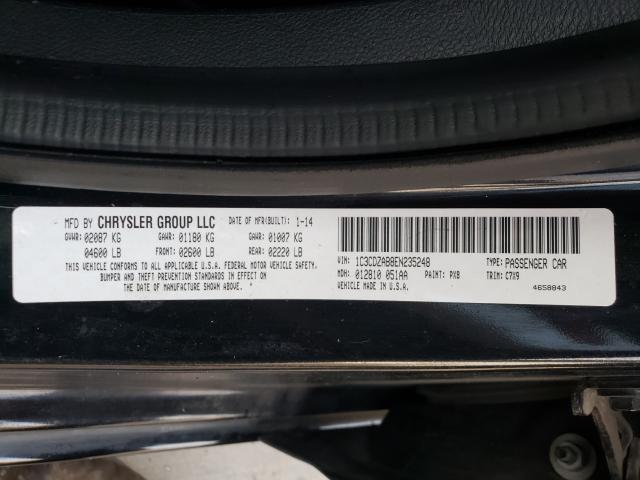 MFD BY CHRYSLER GROUP LLC DATE OF MFR(BUILT): 1-14
GVWR: 02087 KG GAWR: 01180 KG GAWR: 01007 KG
04600 LB FRONT: 02600 LB REAR: 02220 LB
THIS VEHICLE CONFORMS TO ALL APPLICABLE U.S.A. FEDERAL MOTOR VEHICLE SAFETY,
BUMPER AND THEFT PREVENTION STANDARDS IN EFFECT ON
THE DATE OF MANUFACTURE SHOWN ABOVE.
VIN: 1C3CDZAB8EN235248 TYPE: PASSENGER CAR
MDH: 012810 051AA PAINT: PX8 TRIM: C7X9
VEHICLE MADE IN U.S.A. 4658843